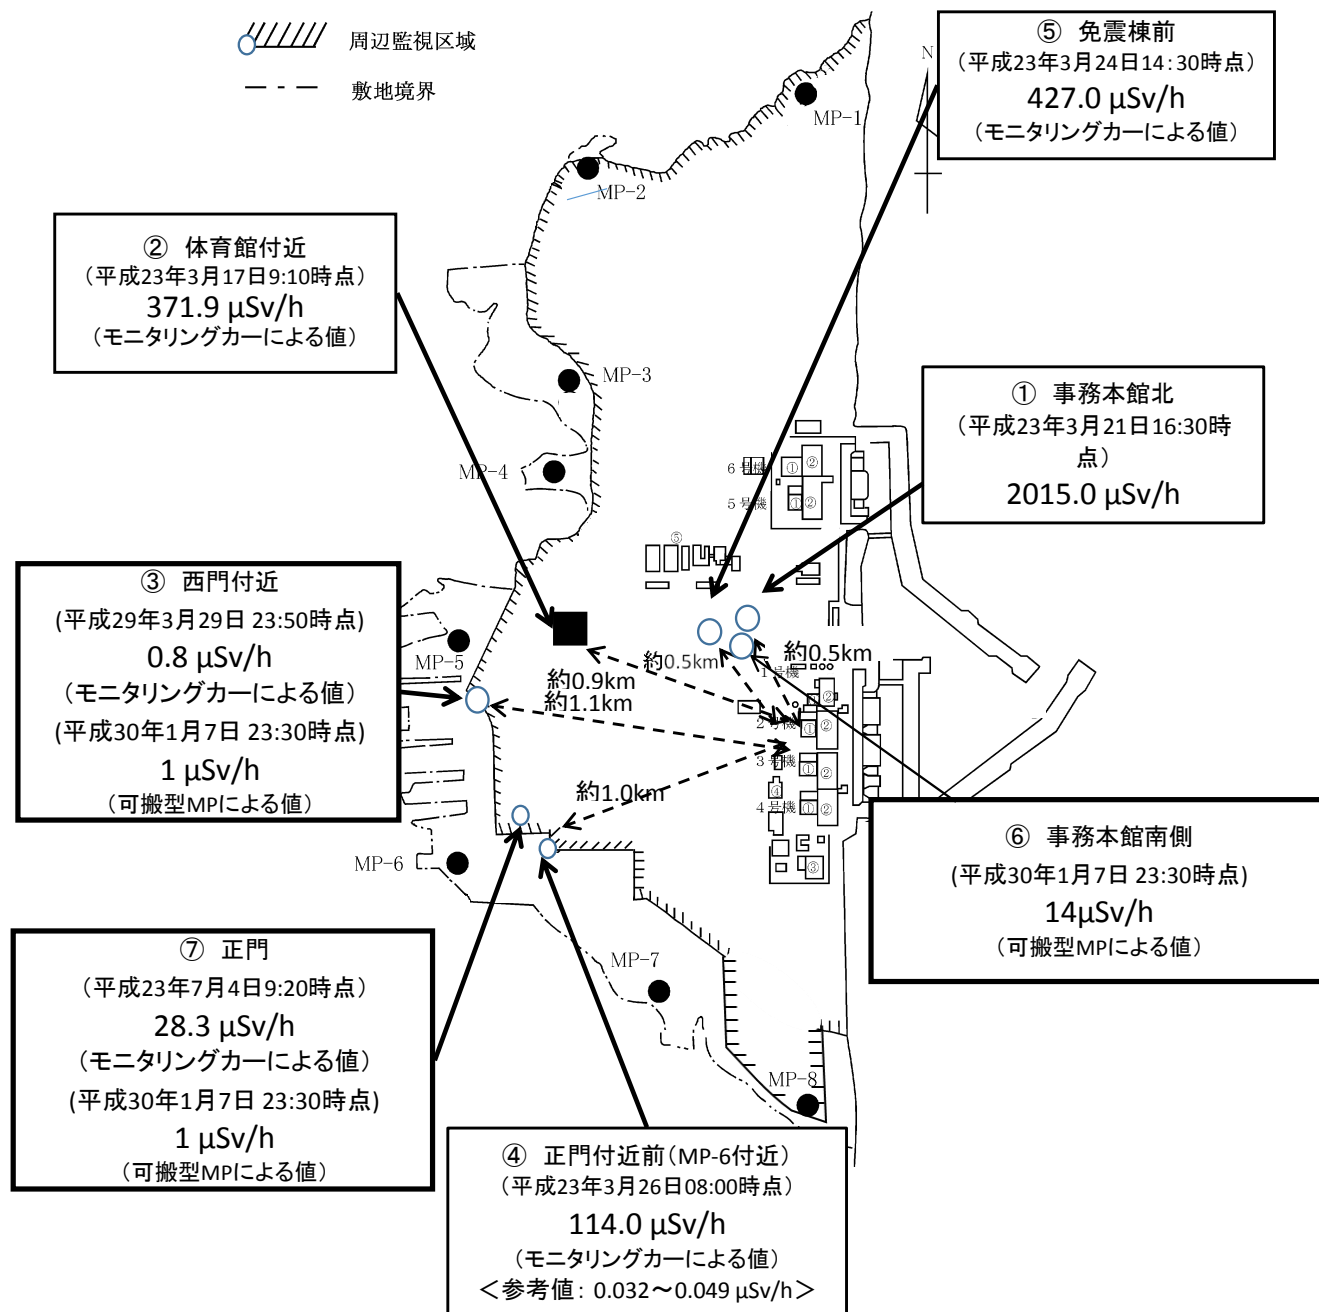 周辺監視区域
敷地境界
⑤ 免震棟前
(平成23年3月24日14:30時点)
427.0 μSv/h
(モニタリングカーによる値)
N
MP-1
MP-2
② 体育館付近
(平成23年3月17日9:10時点)
371.9 μSv/h
(モニタリングカーによる値)
MP-3
① 事務本館北
(平成23年3月21日16:30時
点)
2015.0 μSv/h
MP-4
6号機
① ②
5号機
① ②
⑤
③ 西門付近
(平成29年3月29日 23:50時点)
0.8 μSv/h
(モニタリングカーによる値)
(平成30年1月7日 23:30時点)
1 μSv/h
(可搬型MPによる値)
MP-5
約0.5km
約0.5km
約0.9km
約1.1km
1号機
②
2号機
① ②
3号機
① ②
④
4号機
① ②
③
約1.0km
MP-6
⑥ 事務本館南側
(平成30年1月7日 23:30時点)
14μSv/h
(可搬型MPによる値)
⑦ 正門
(平成23年7月4日9:20時点)
28.3 μSv/h
(モニタリングカーによる値)
(平成30年1月7日 23:30時点)
1 μSv/h
(可搬型MPによる値)
MP-7
MP-8
④ 正門付近前(MP-6付近)
(平成23年3月26日08:00時点)
114.0 μSv/h
(モニタリングカーによる値)
<参考値: 0.032～0.049 μSv/h>